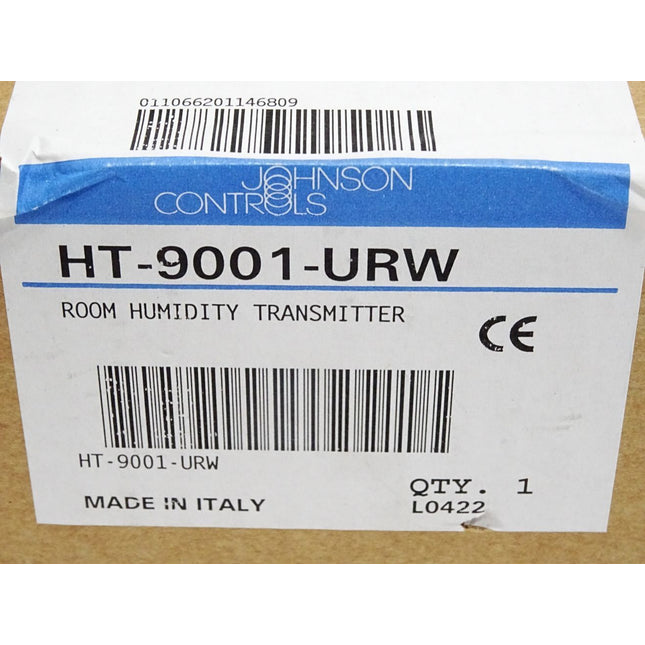 011066201146809
JOHNSON
CONTROLS
HT-9001-URW
ROOM HUMIDITY TRANSMITTER
CE
HT-9001-URW
QTY. 1
MADE IN ITALY
L0422